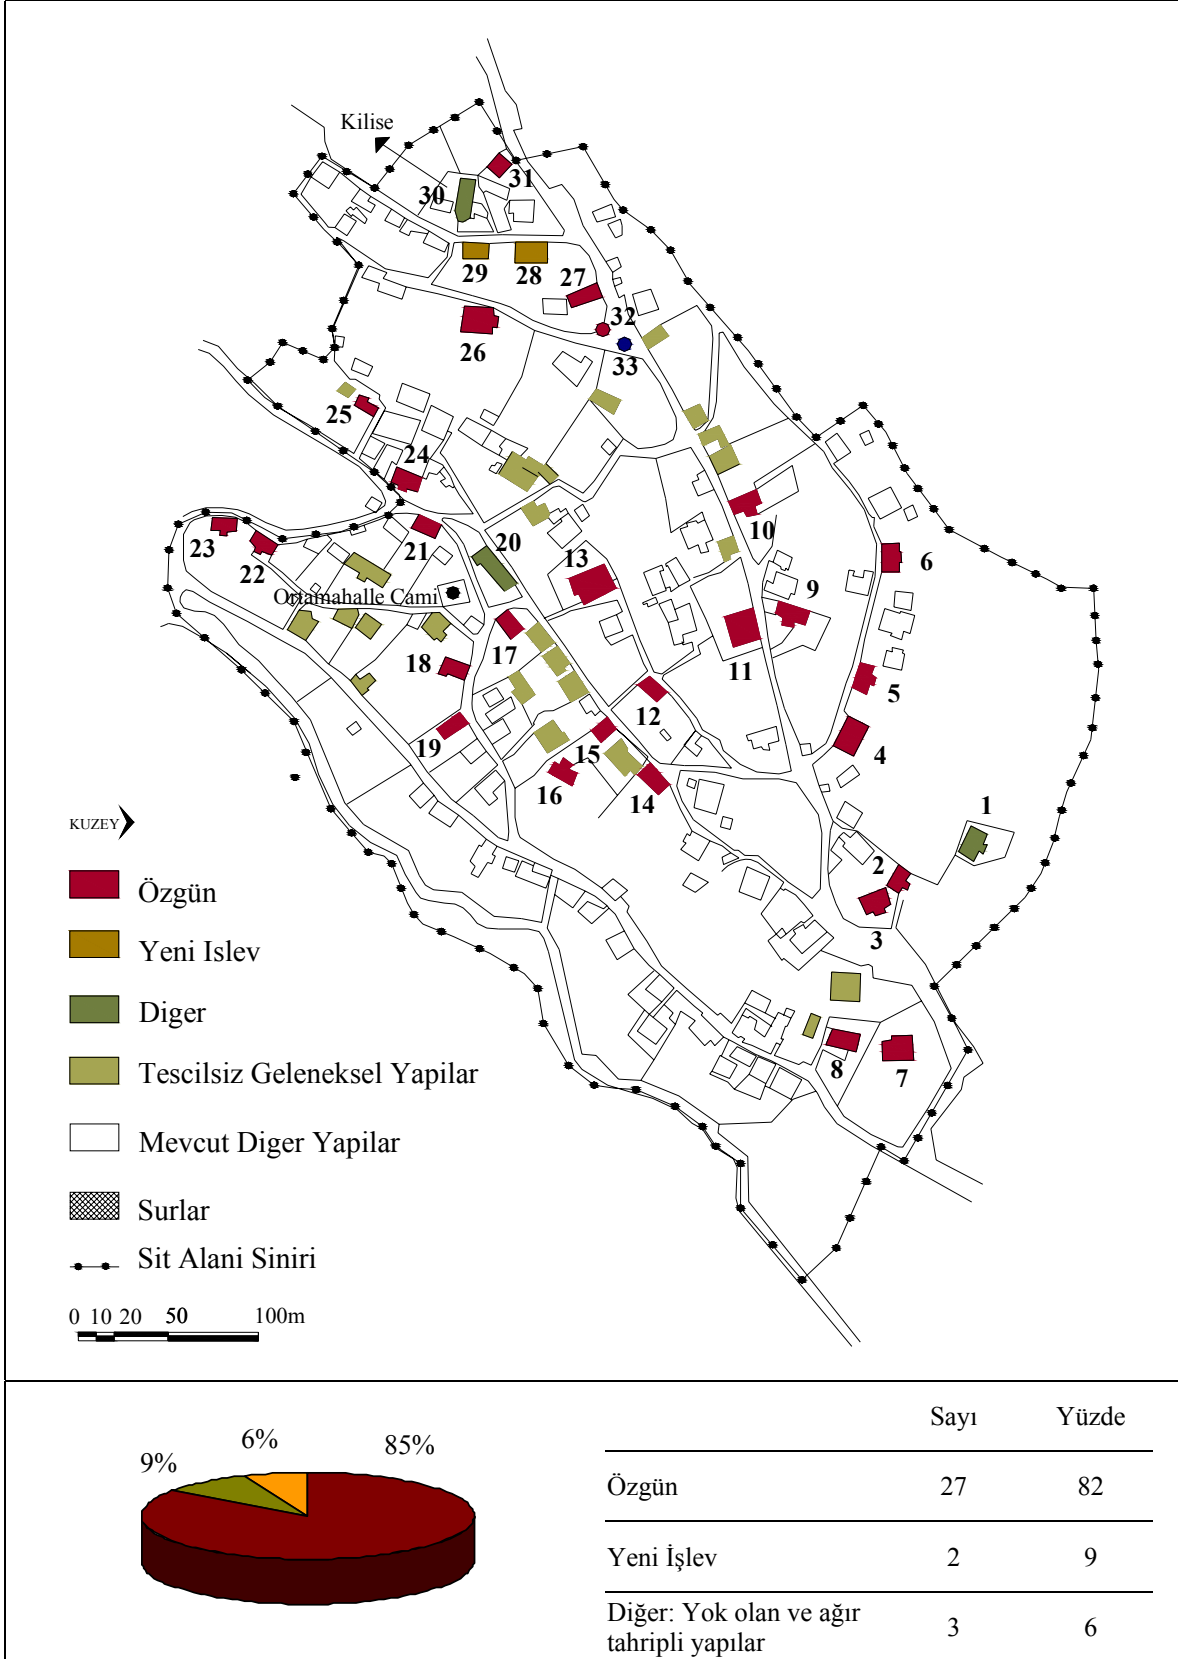 Kilise
31
30
29
28
27
32
33
26
25
24
10
23
22
21
20
13
6
9
Ortamahalle Cami
17
11
18
5
12
19
15
4
16
14
1
KUZEY
2
3
8
7
Özgün
Yeni Islev
Diger
Tescilsiz Geleneksel Yapilar
Mevcut Diger Yapilar
Surlar
Sit Alani Siniri
0 10 20 50 100m
6%
85%
9%
Sayı Yüzde
Özgün 27 82
Yeni İşlev 2 9
Diğer: Yok olan ve ağır
tahripli yapılar 3 6